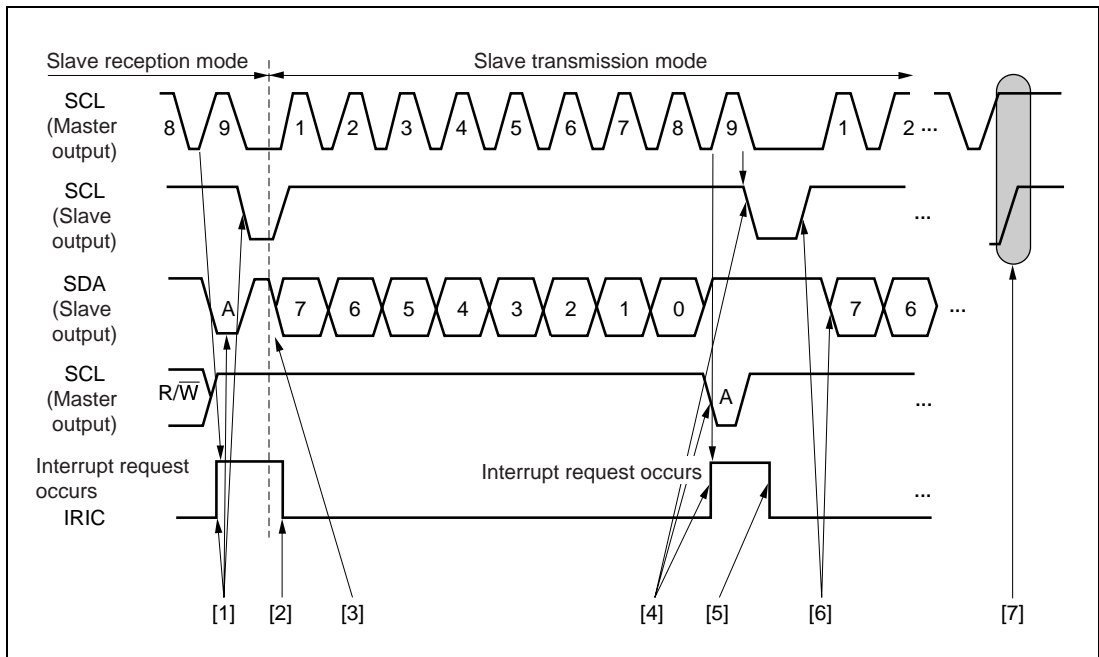 Slave reception mode
Slave transmission mode
SCL
(Master
output)
8 9 1 2 3 4 5 6 7 8 9 1 2 ...
SCL
(Slave
output)
...
SDA
(Slave
output)
A 7 6 5 4 3 2 1 0 7 6 ...
SCL
(Master
output)
R/W̅
A
...
Interrupt request
occurs
Interrupt request occurs
...
IRIC
[1] [2] [3] [4] [5] [6] [7]